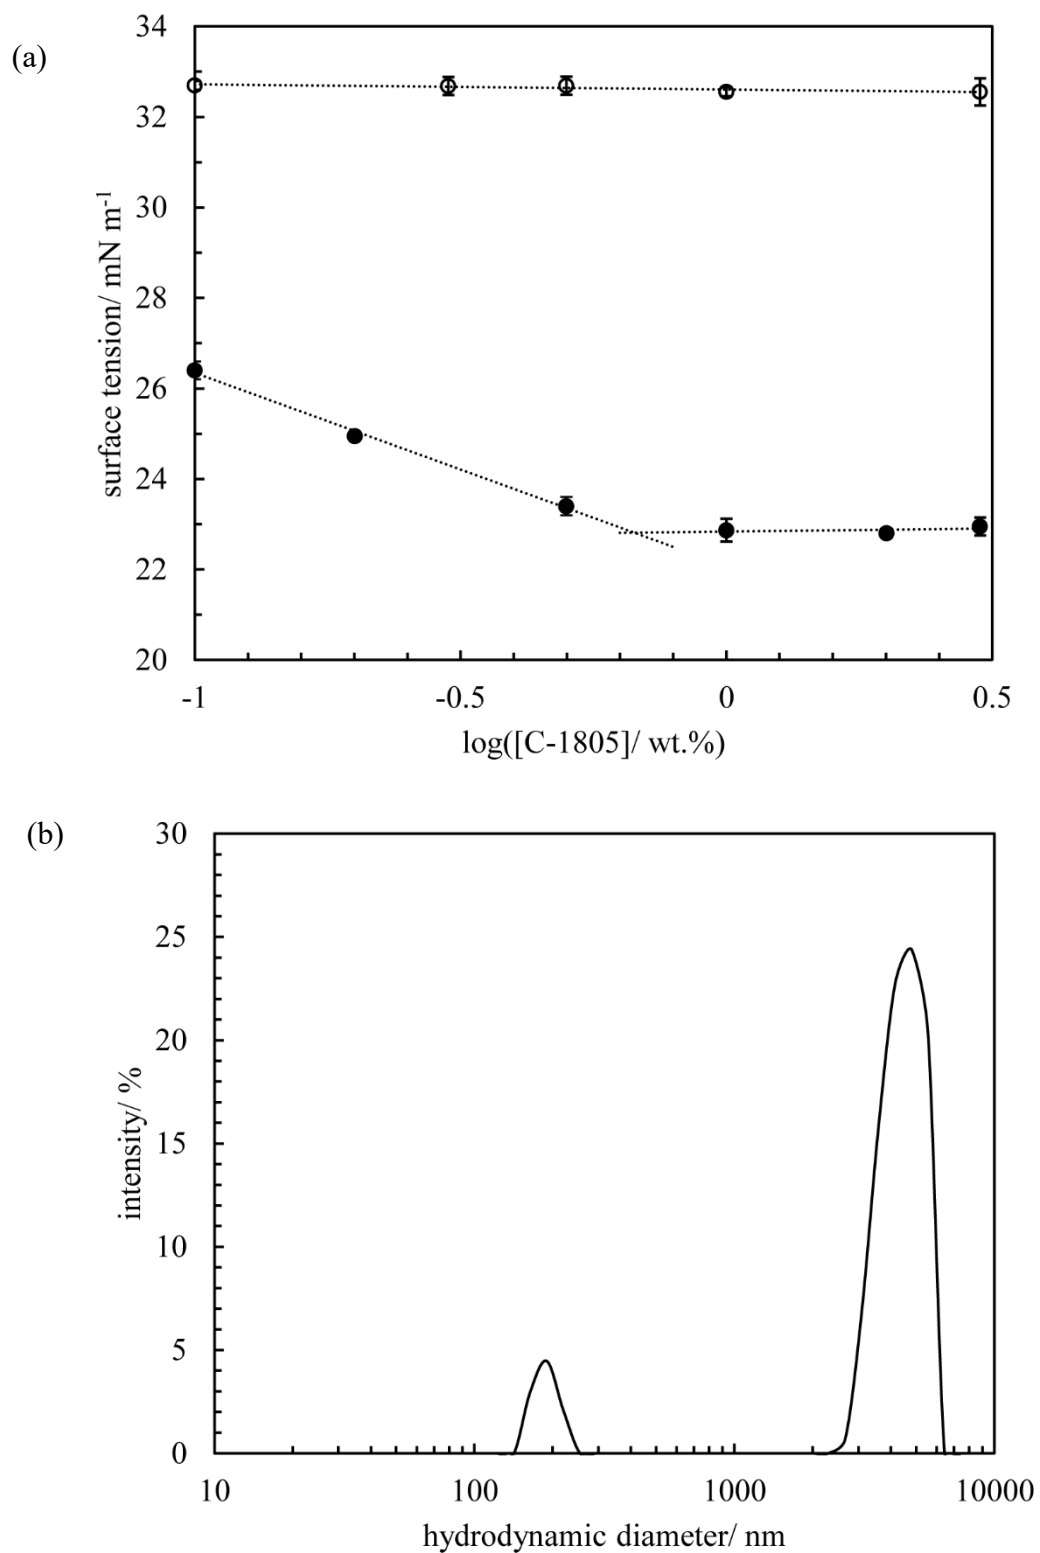 (a)
34
32
30
28
26
24
22
20
surface tension/ mN m-1
-1 -0.5 0 0.5
log([C-1805]/ wt.%)
(b)
30
25
20
15
10
5
0
intensity/ %
10 100 1000 10000
hydrodynamic diameter/ nm